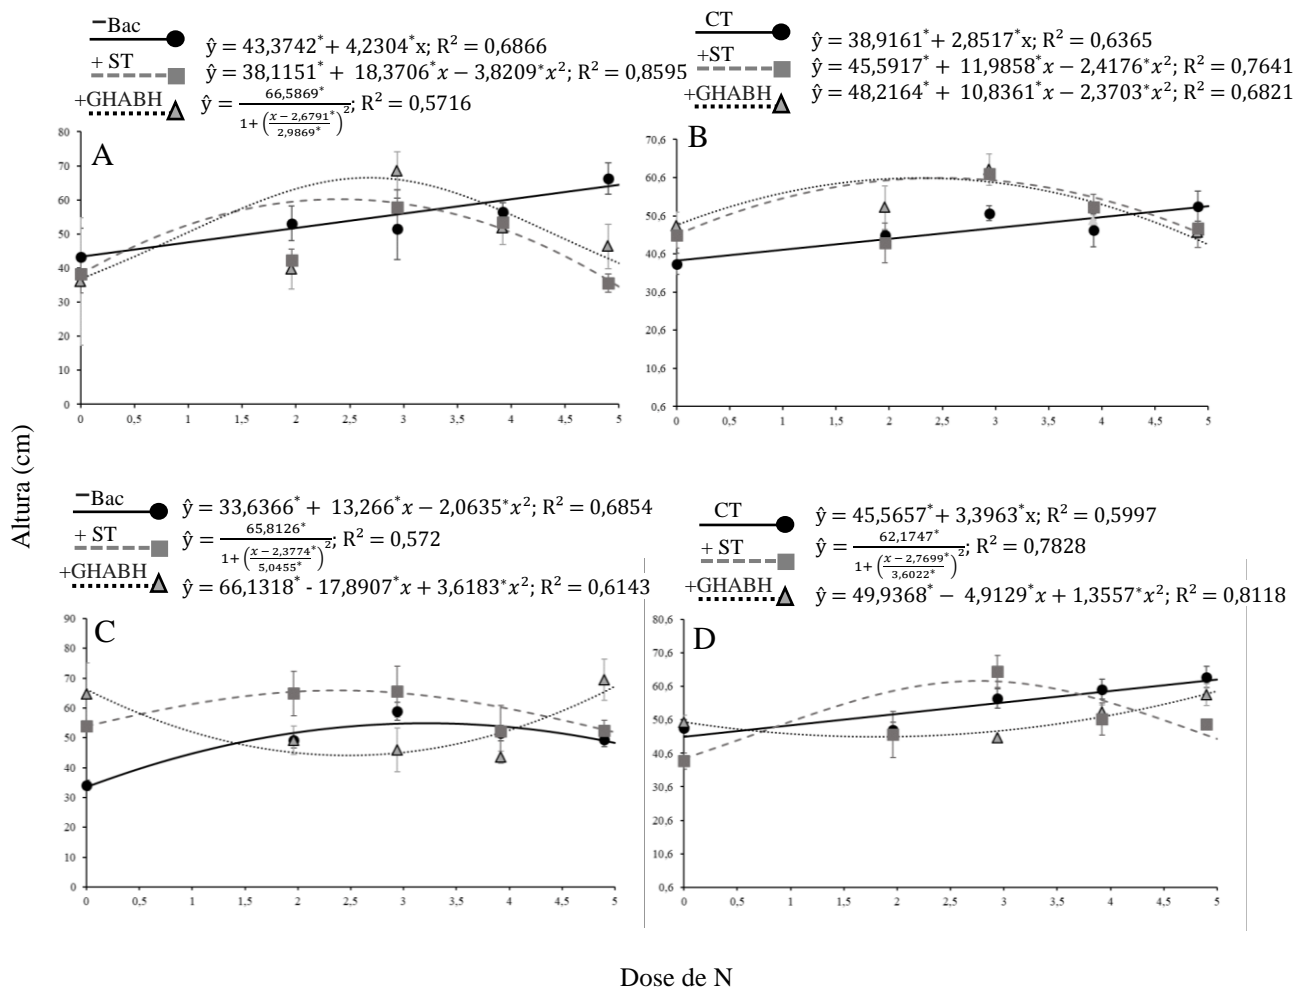 −Bac
ŷ = 43,3742* + 4,2304*x; R² = 0,6866
+ ST
ŷ = 38,1151* + 18,3706*x − 3,8209*x²; R² = 0,8595
+GHABH
ŷ = 66,5869* / 1+ ((x − 2,6791*) / 2,9869*)²; R² = 0,5716
A
80
70
60
50
40
30
20
10
0
0 0,5 1 1,5 2 2,5 3 3,5 4 4,5 5
CT
ŷ = 38,9161* + 2,8517*x; R² = 0,6365
+ST
ŷ = 45,5917* + 11,9858*x − 2,4176*x²; R² = 0,7641
+GHABH
ŷ = 48,2164* + 10,8361*x − 2,3703*x²; R² = 0,6821
B
70,6
60,6
50,6
40,6
30,6
20,6
10,6
0,6
0 0,5 1 1,5 2 2,5 3 3,5 4 4,5 5
Altura (cm)
−Bac
ŷ = 33,6366* + 13,266*x − 2,0635*x²; R² = 0,6854
+ ST
ŷ = 65,8126* / 1+ ((x − 2,3774*) / 5,0455*)²; R² = 0,572
+GHABH
ŷ = 66,1318* - 17,8907*x + 3,6183*x²; R² = 0,6143
C
90
80
70
60
50
40
30
20
10
0
0 0,5 1 1,5 2 2,5 3 3,5 4 4,5 5
CT
ŷ = 45,5657* + 3,3963*x; R² = 0,5997
+ ST
ŷ = 62,1747* / 1+ ((x − 2,7699*) / 3,6022*)²; R² = 0,7828
+GHABH
ŷ = 49,9368* − 4,9129*x + 1,3557*x²; R² = 0,8118
D
80,6
70,6
60,6
50,6
40,6
30,6
20,6
10,6
0,6
0 0,5 1 1,5 2 2,5 3 3,5 4 4,5 5
Dose de N